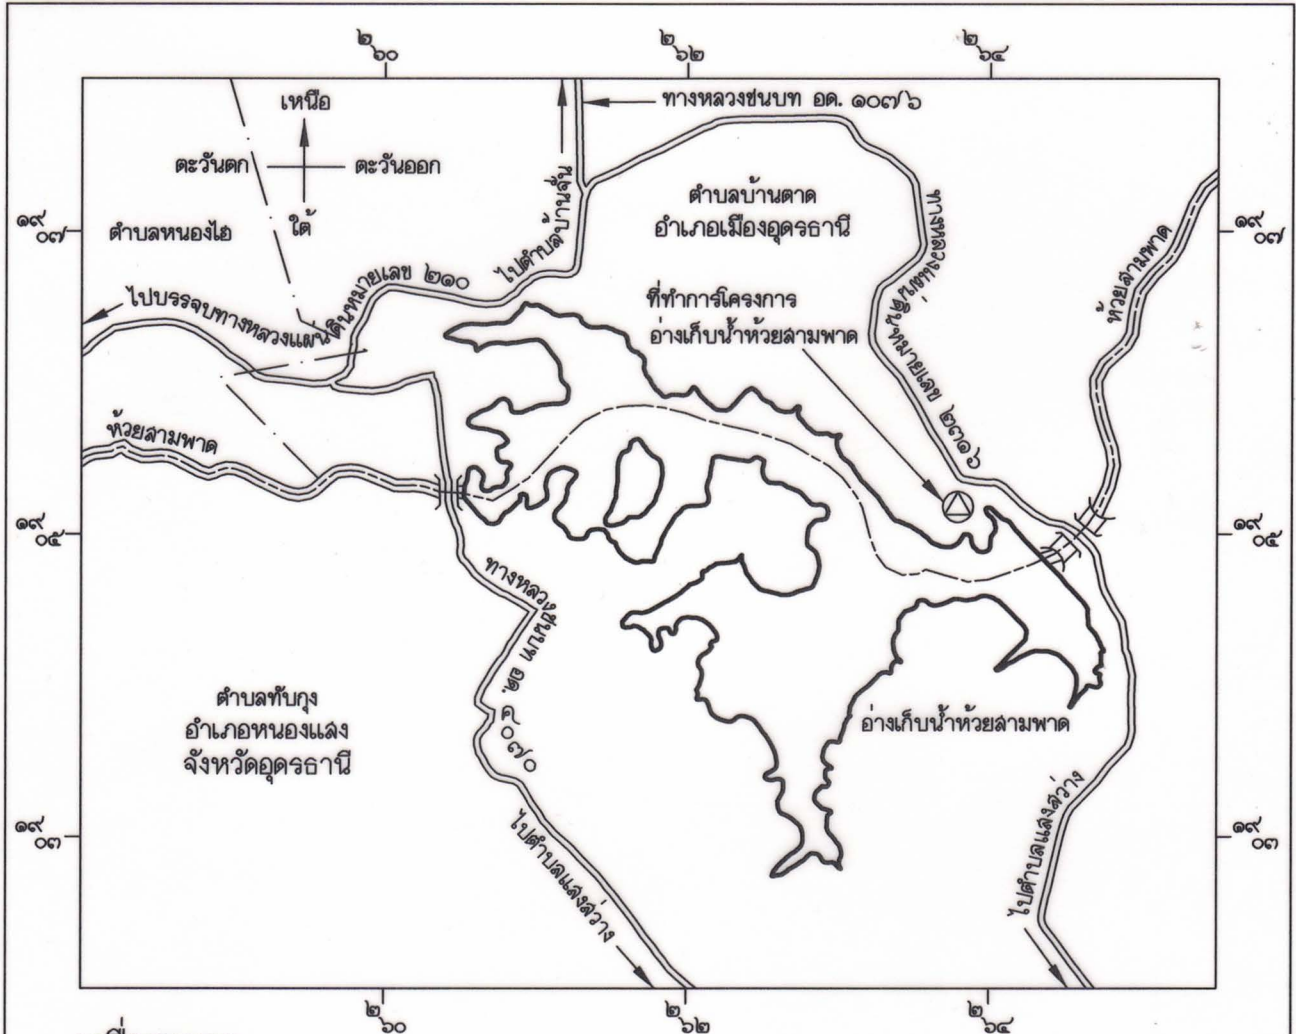 ๒๖๐
๒๖๒
๒๖๔
เหนือ
ตะวันตก
ตะวันออก
ใต้
ทางหลวงชนบท อด. ๑๐๗๖
ตำบลหนองไฮ
ไปตำบลบ้านจั่น
ตำบลบ้านตาด
อำเภอเมืองอุดรธานี
๑๙๐๗
๑๙๐๗
ไปบรรจบทางหลวงแผ่นดินหมายเลข ๒๑๐
ทางหลวงแผ่นดินหมายเลข ๒๓๑๖
ห้วยสามพาด
ที่ทำการโครงการ
อ่างเก็บน้ำห้วยสามพาด
ห้วยสามพาด
๑๙๐๕
๑๙๐๕
ทางหลวงชนบท อด. ๔๐๗๐
ตำบลทับกุง
อำเภอหนองแสง
จังหวัดอุดรธานี
อ่างเก็บน้ำห้วยสามพาด
๑๙๐๓
๑๙๐๓
ไปตำบลแสงสว่าง
ไปตำบลแสงสว่าง
๒๖๐
๒๖๒
๒๖๔